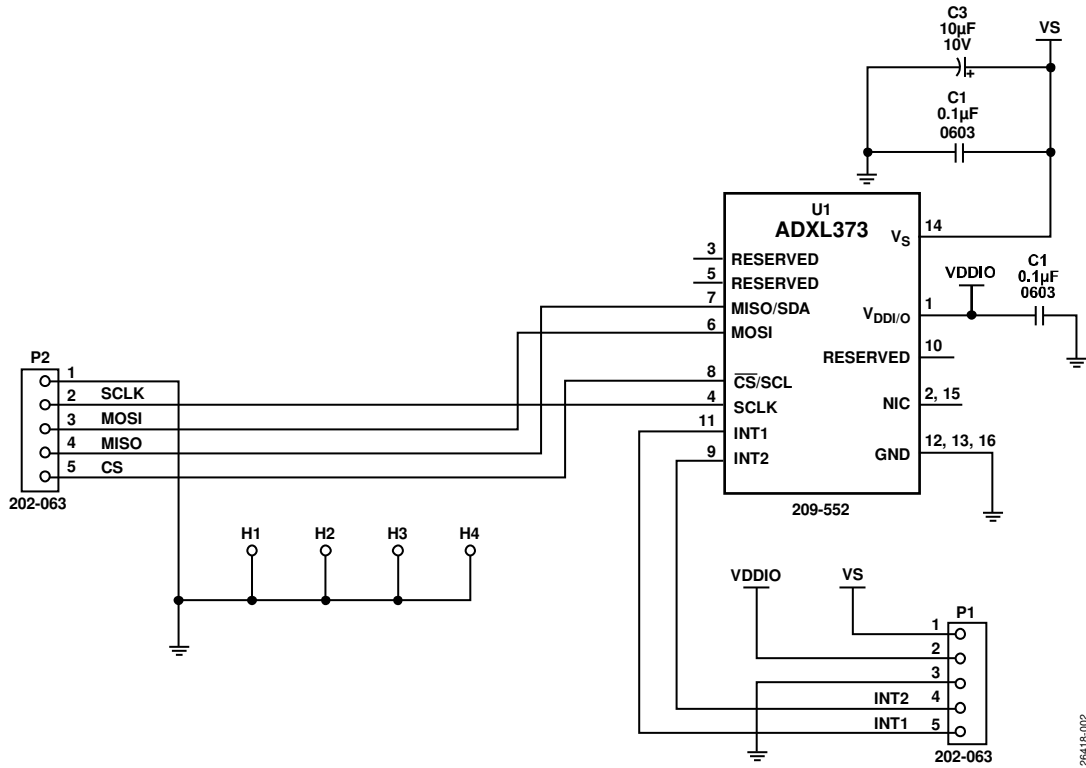 C3
10µF
10V
VS
C1
0.1µF
0603
U1
ADXL373
3
RESERVED
5
RESERVED
7
MISO/SDA
6
MOSI
8
CS/SCL
4
SCLK
11
INT1
9
INT2
VS
14
VDDI/O
1
RESERVED
10
NIC
2, 15
GND
12, 13, 16
209-552
VDDIO
C1
0.1µF
0603
P2
1
2 SCLK
3 MOSI
4 MISO
5 CS
202-063
H1 H2 H3 H4
VDDIO VS
P1
1
2
3
INT2 4
INT1 5
202-063
26418-002